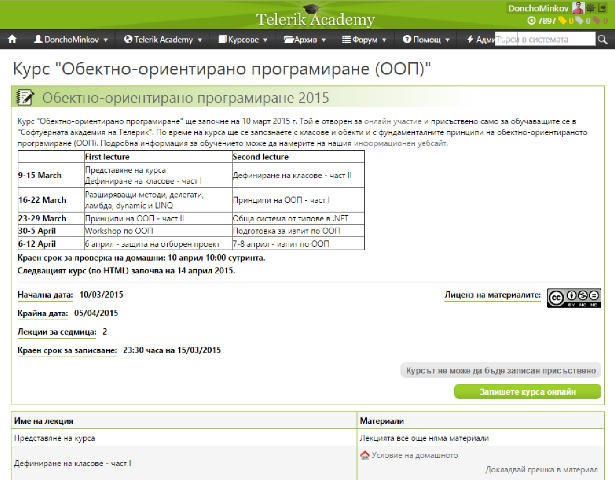 Telerik Academy
DonchoMinkov
789 0 0 0
DonchoMinkov Telerik Academy Курсове Архив Форум Помощ Адми Търси в системата
Курс "Обектно-ориентирано програмиране (ООП)"
Обектно-ориентирано програмиране 2015
Курс "Обектно-ориентирано програмиране" ще започне на 10 март 2015 г. Той е отворен за онлайн участие и присъствено само за обучаващите се в
"Софтуерната академия на Телерик". По време на курса ще се запознаете с класове и обекти и с фундаменталните принципи на обектно-ориентираното
програмиране (ООП). Подробна информация за обучението може да намерите на нашия информационен уебсайт.
First lecture Second lecture
9-15 March Представяне на курса
Дефиниране на класове - част I Дефиниране на класове - част II
16-22 March Разширяващи методи, делегати,
ламбда, dynamic и LINQ Принципи на ООП - част I
23-29 March Принципи на ООП - част II Обща система от типове в .NET
30-5 April Workshop по ООП Подготовка за изпит по ООП
6-12 April 6 април - защита на отборен проект 7-8 април - изпит по ООП
Краен срок за проверка на домашни: 10 април 10:00 сутринта.
Следващият курс (по HTML) започва на 14 април 2015.
Начална дата: 10/03/2015 Лиценз на материалите: CC BY NC ND
Крайна дата: 05/04/2015
Лекции за седмица: 2
Краен срок за записване: 23:30 часа на 15/03/2015
Курсът не може да бъде записан присъствено
Запишете курса онлайн
Име на лекция Материали
Представяне на курса Лекцията все още няма материали
Дефиниране на класове - част I Условие на домашното
Докладвай грешка в материал